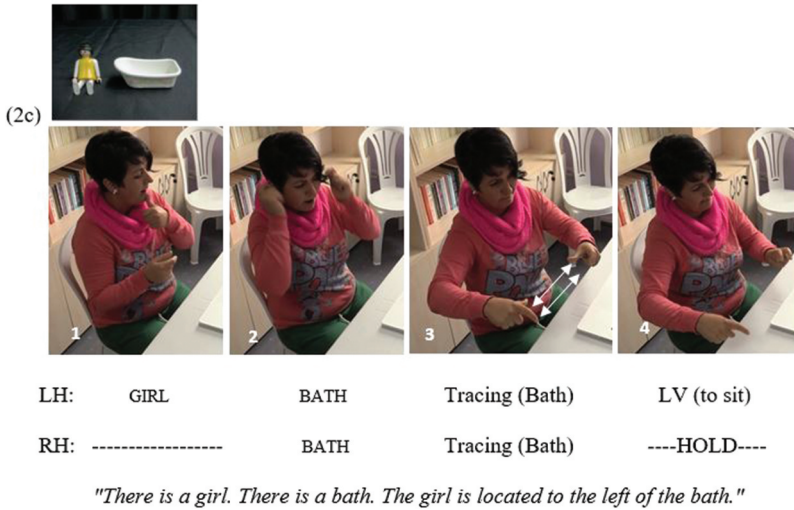 (2c)
1 2 3 4
LH: GIRL BATH Tracing (Bath) LV (to sit)
RH: ------------------ BATH Tracing (Bath) ----HOLD----
"There is a girl. There is a bath. The girl is located to the left of the bath."